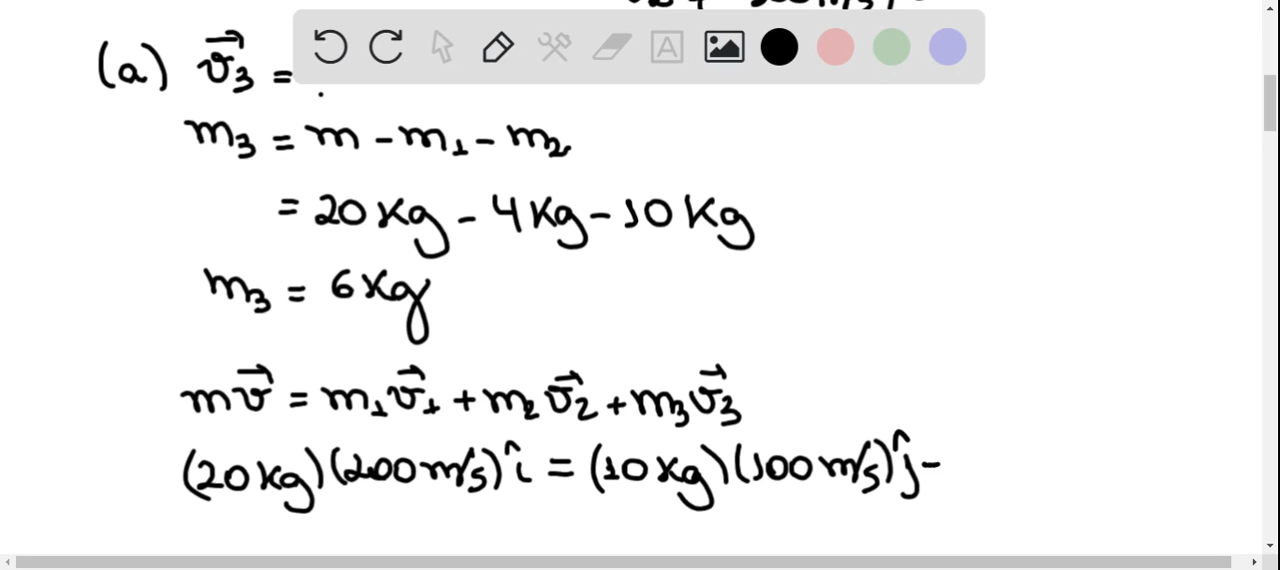 (a) v⃗₃ =
m₃ = m - m₁ - m₂
= 20 kg - 4 kg - 10 kg
m₃ = 6 kg
mv⃗ = m₁v⃗₁ + m₂v⃗₂ + m₃v⃗₃
(20 kg)(200 m/s) î = (10 kg)(100 m/s) ĵ -